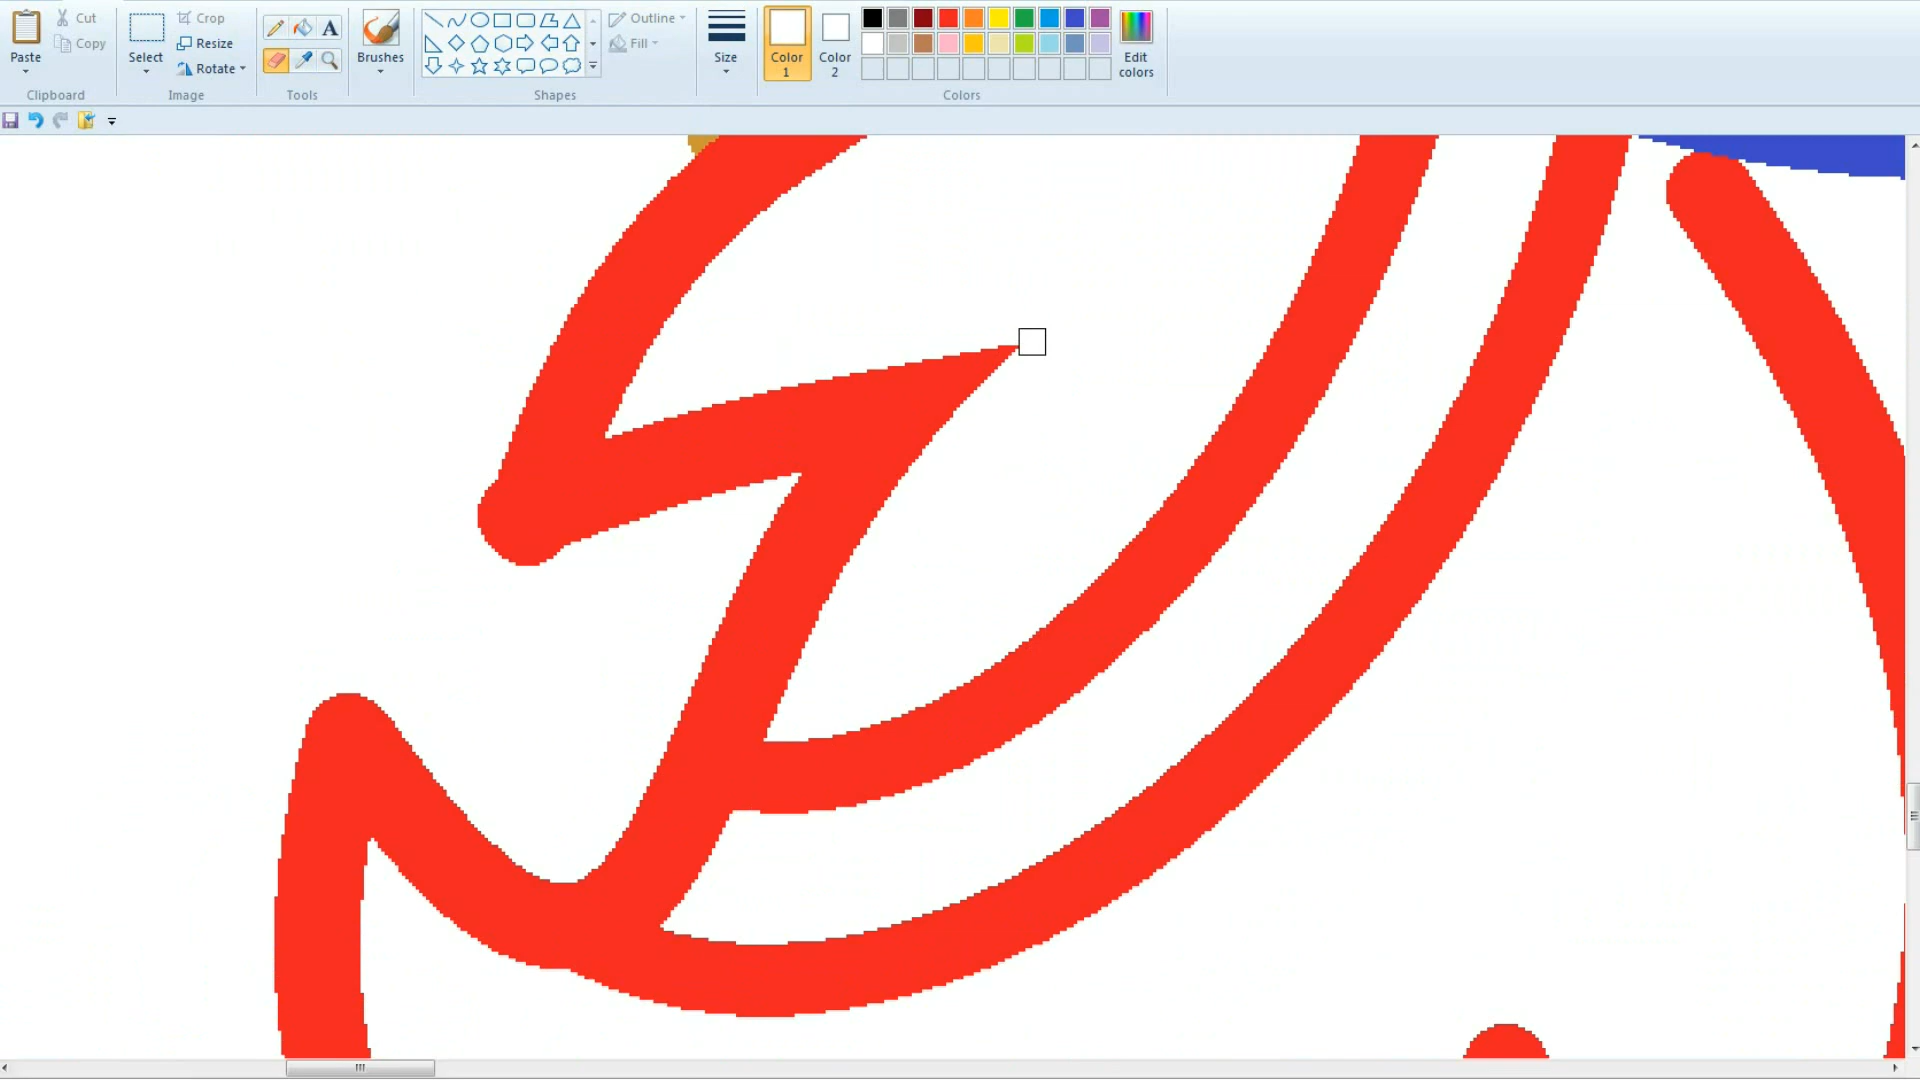 Paste
Cut
Copy
Clipboard
Select
Crop
Resize
Rotate
Image
A
Tools
Brushes
Outline
Fill
Shapes
Size
Color
1
Color
2
Edit
colors
Colors